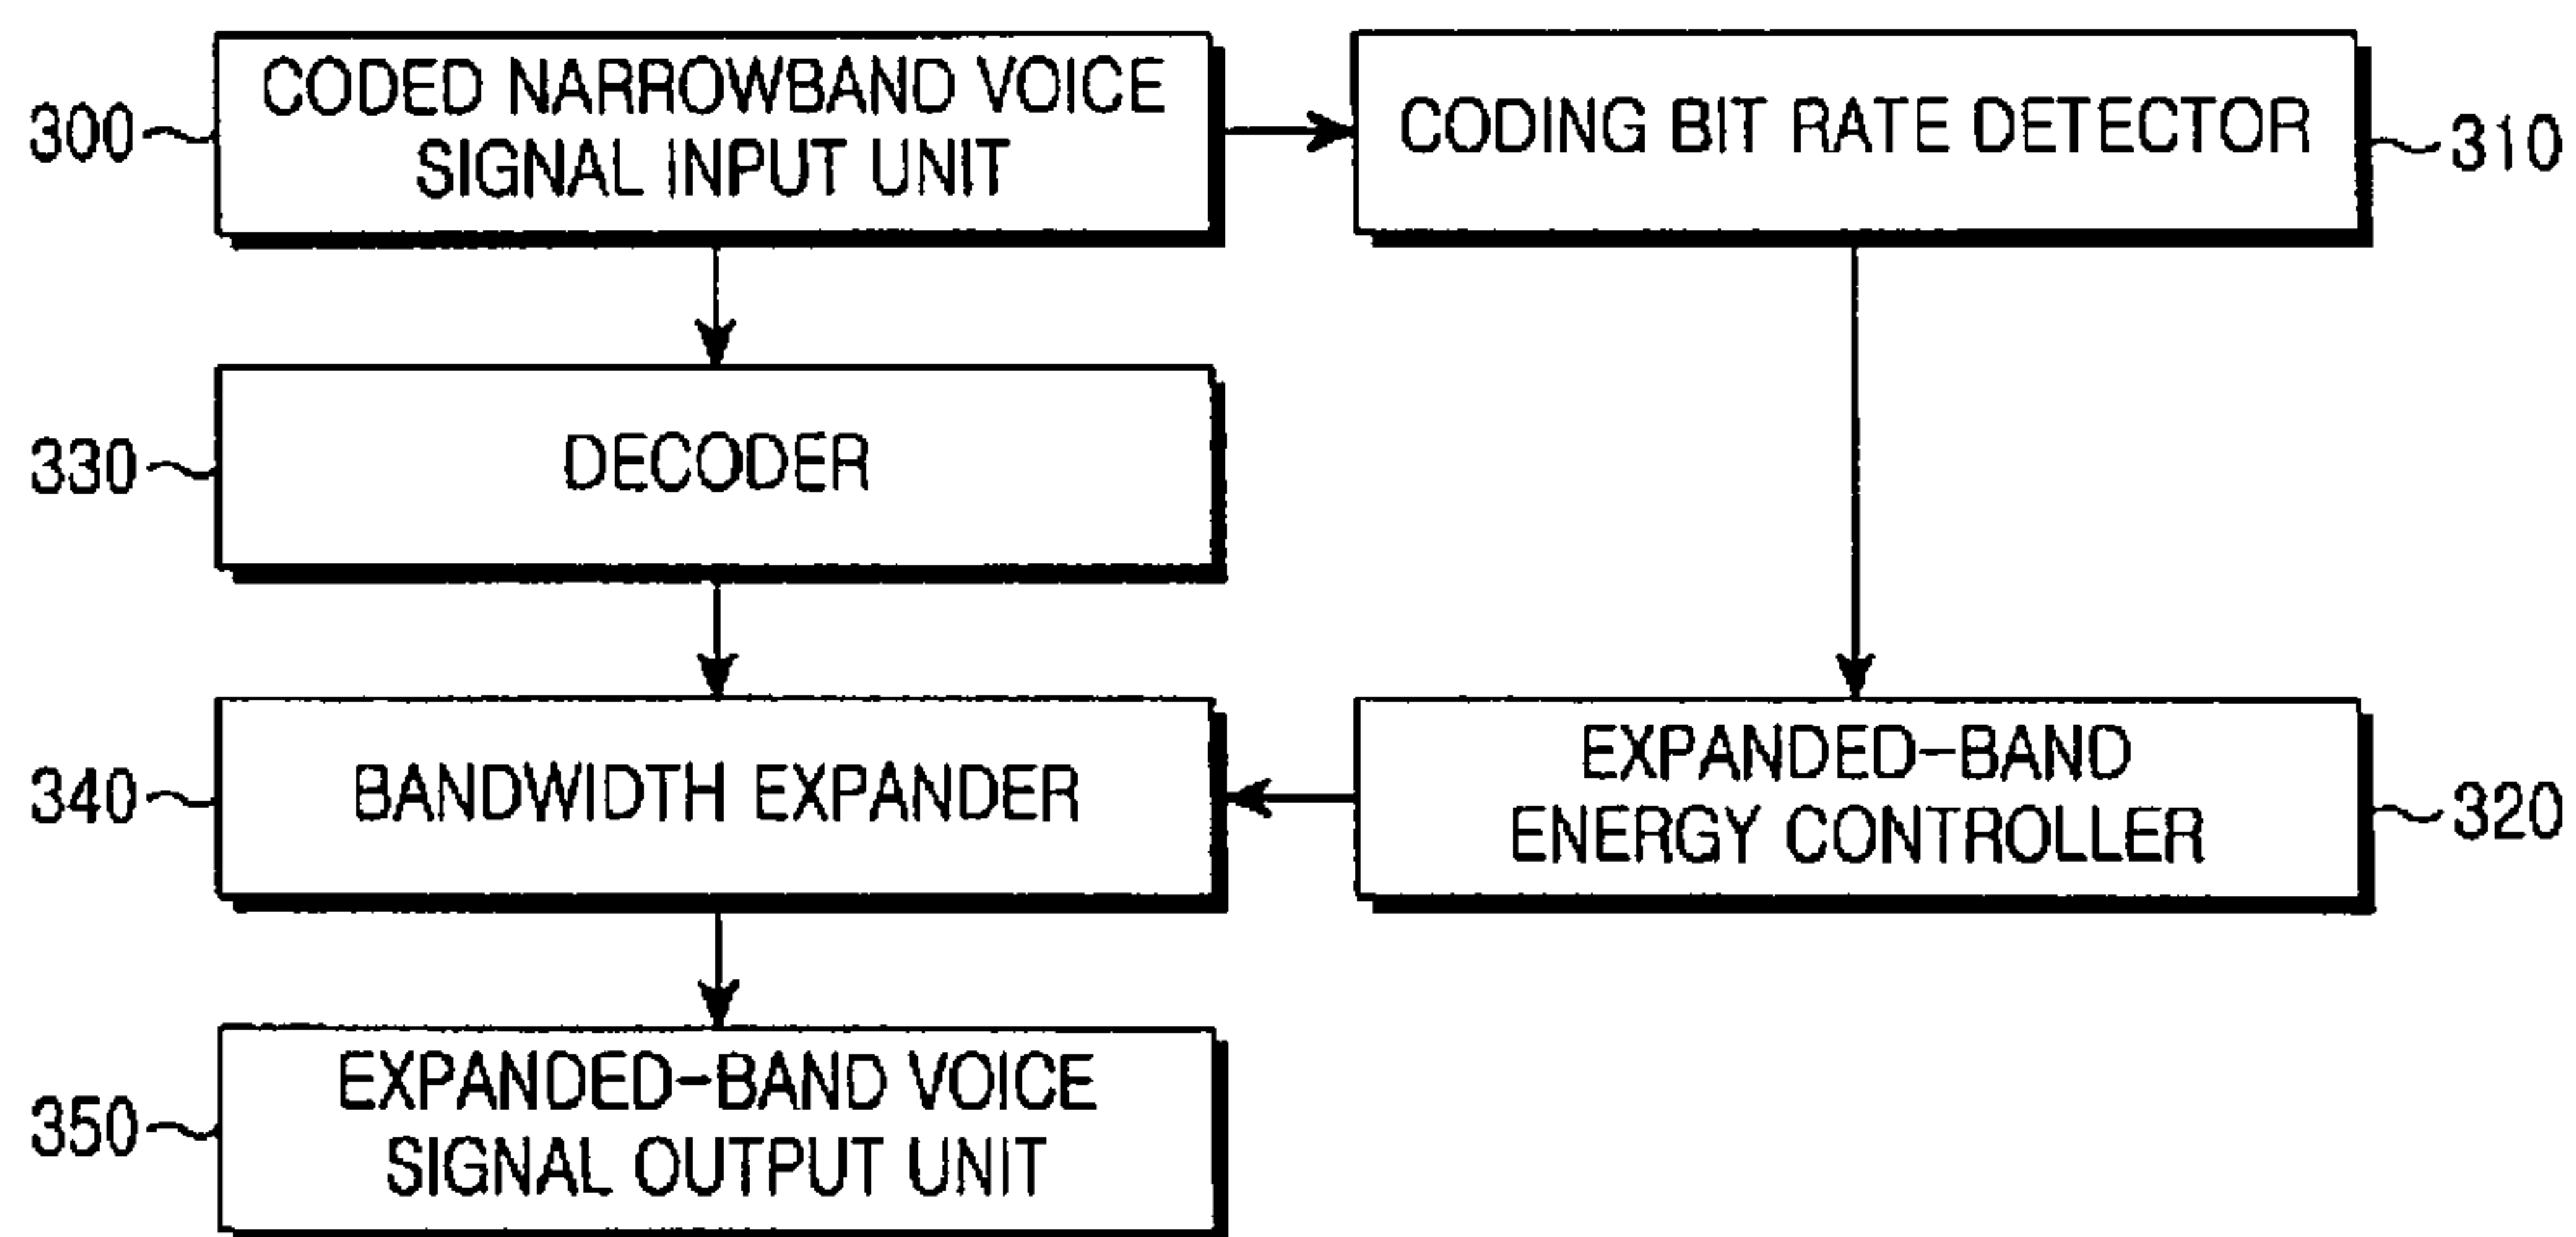 300
CODED NARROWBAND VOICE
SIGNAL INPUT UNIT
CODING BIT RATE DETECTOR
310
330
DECODER
340
BANDWIDTH EXPANDER
EXPANDED-BAND
ENERGY CONTROLLER
320
350
EXPANDED-BAND VOICE
SIGNAL OUTPUT UNIT